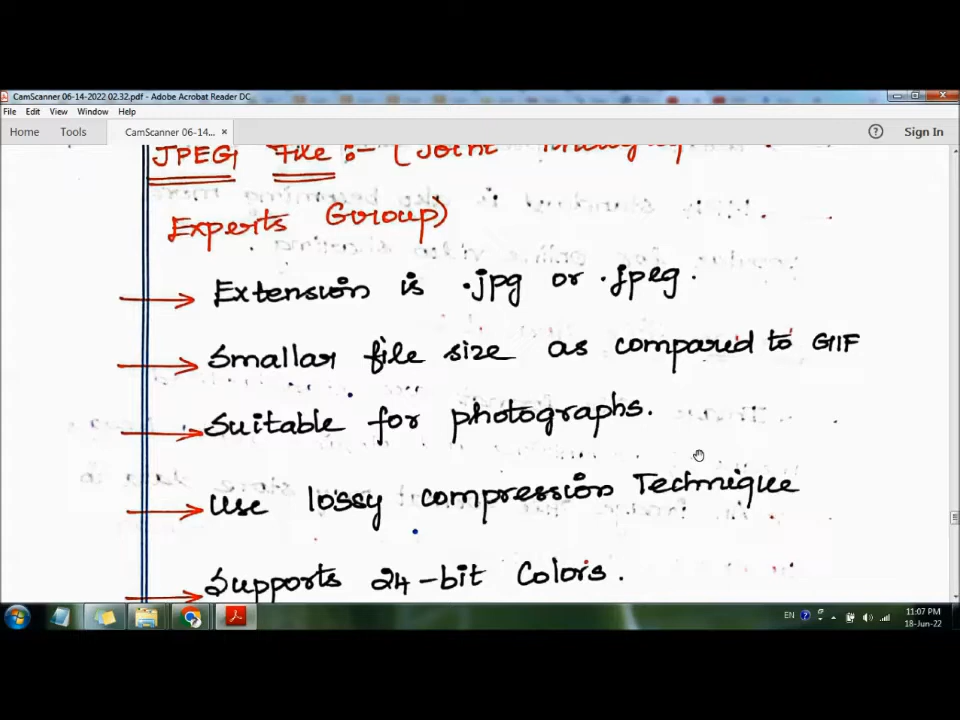 CamScanner 06-14-2022 02.32.pdf - Adobe Acrobat Reader DC
File Edit View Window Help
Home Tools CamScanner 06-14... × ? Sign In
JPEG File :- (Joint
Experts Group)
Extension is .jpg or .jpeg.
Smallar file size as compared to GIF
Suitable for photographs.
Use lossy compression Technique
Supports 24-bit Colors.
EN
11:07 PM
18-Jun-22